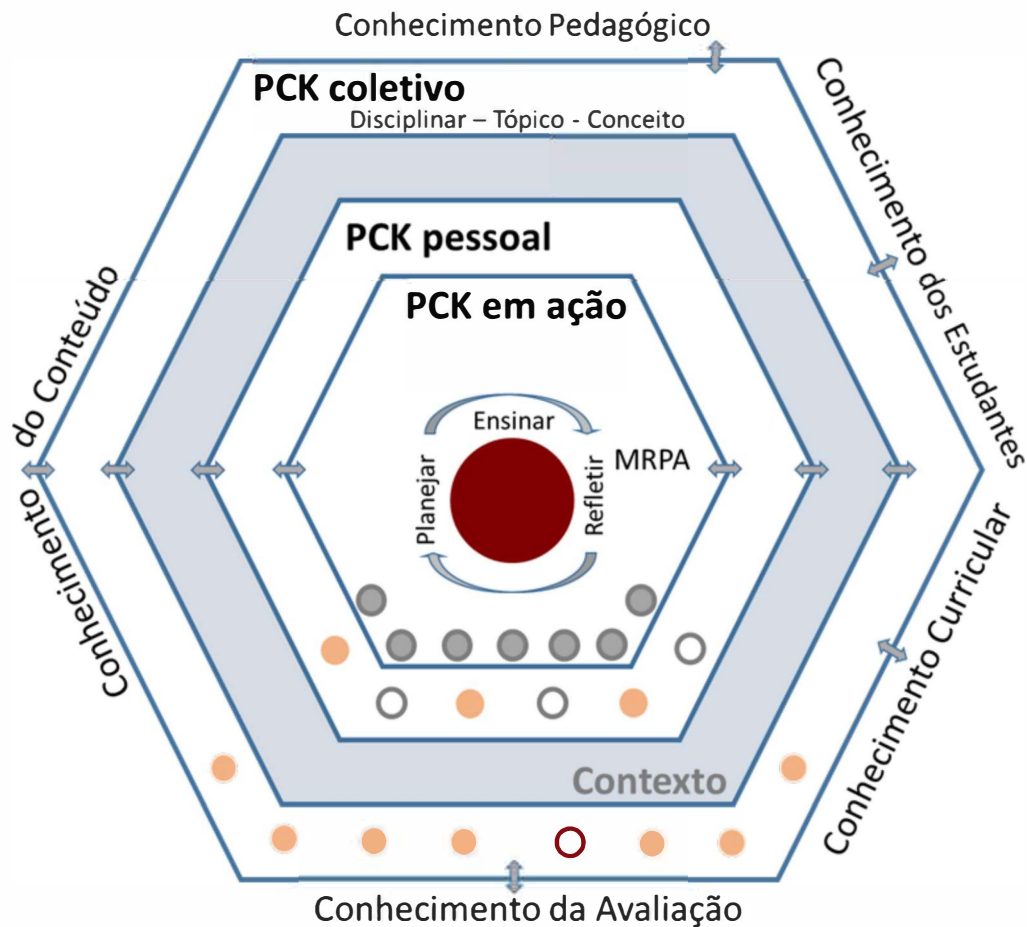 Conhecimento Pedagógico
PCK coletivo
Disciplinar – Tópico - Conceito
Conhecimento dos Estudantes
PCK pessoal
PCK em ação
Conhecimento
do Conteúdo
Ensinar
Planejar
Refletir
MRPA
Conhecimento Curricular
Contexto
Conhecimento da Avaliação